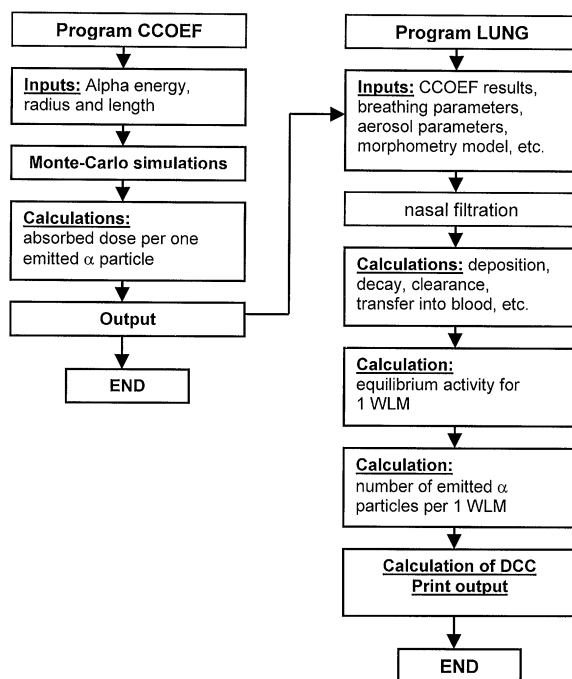 Program CCOEF
Inputs: Alpha energy,
radius and length
Monte-Carlo simulations
Calculations:
absorbed dose per one
emitted α particle
Output
END
Program LUNG
Inputs: CCOEF results,
breathing parameters,
aerosol parameters,
morphometry model, etc.
nasal filtration
Calculations: deposition,
decay, clearance,
transfer into blood, etc.
Calculation:
equilibrium activity for
1 WLM
Calculation:
number of emitted α
particles per 1 WLM
Calculation of DCC
Print output
END